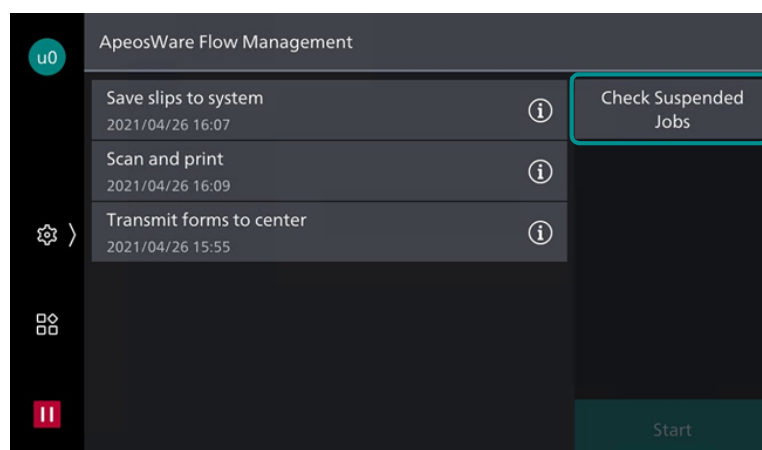 u0
ApeosWare Flow Management
Save slips to system
2021/04/26 16:07
Scan and print
2021/04/26 16:09
Transmit forms to center
2021/04/26 15:55
Check Suspended
Jobs
Start